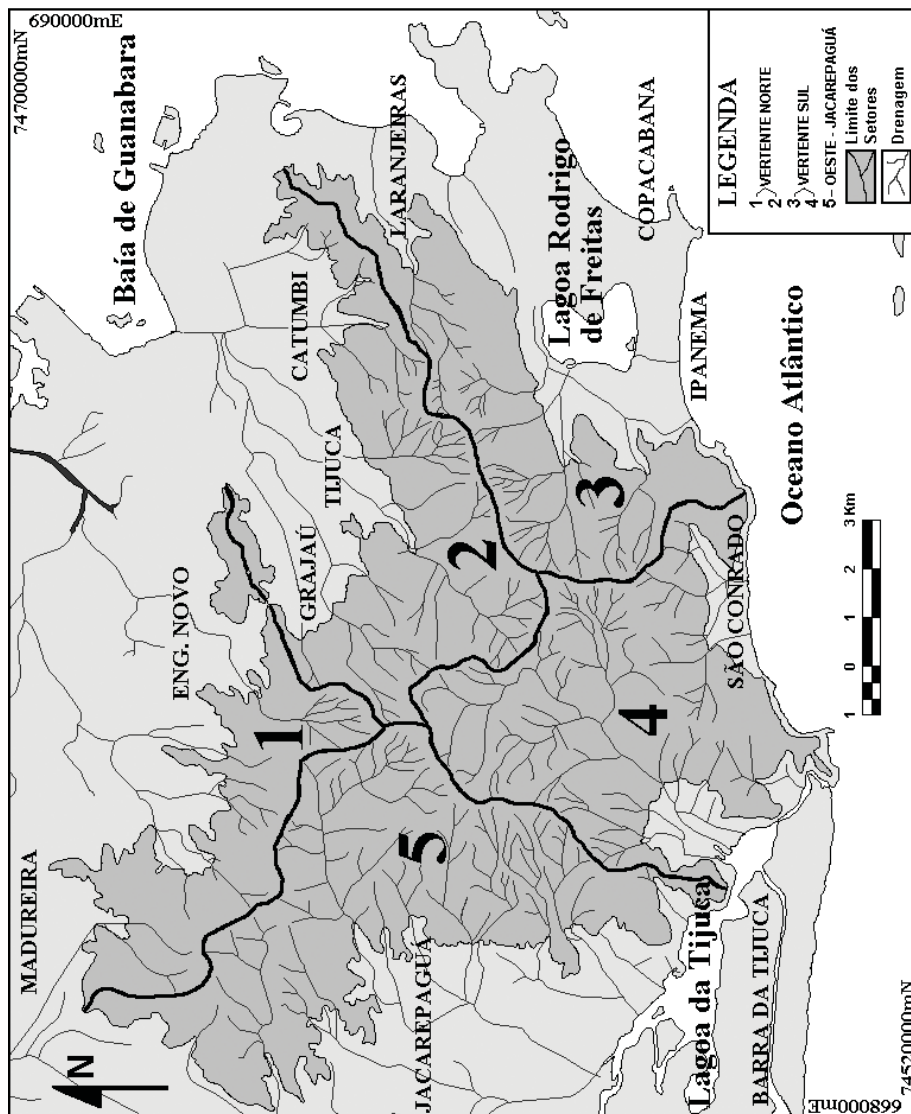 690000mE
7470000mN
Baía de Guanabara
MADUREIRA
ENG. NOVO
GRAJAÚ
TIJUCA
CATUMBI
LARANJEIRAS
1
2
3
4
5
JACAREPAGUÁ
Lagoa Rodrigo
de Freitas
COPACABANA
IPANEMA
SÃO CONRADO
Oceano Atlântico
Lagoa da Tijuca
BARRA DA TIJUCA
N
1 0 1 2 3 Km
LEGENDA
1 VERTENTE NORTE
2
3 VERTENTE SUL
4
5 - OESTE - JACAREPAGUÁ
Limite dos
Setores
Drenagem
668000mE
7452000mN